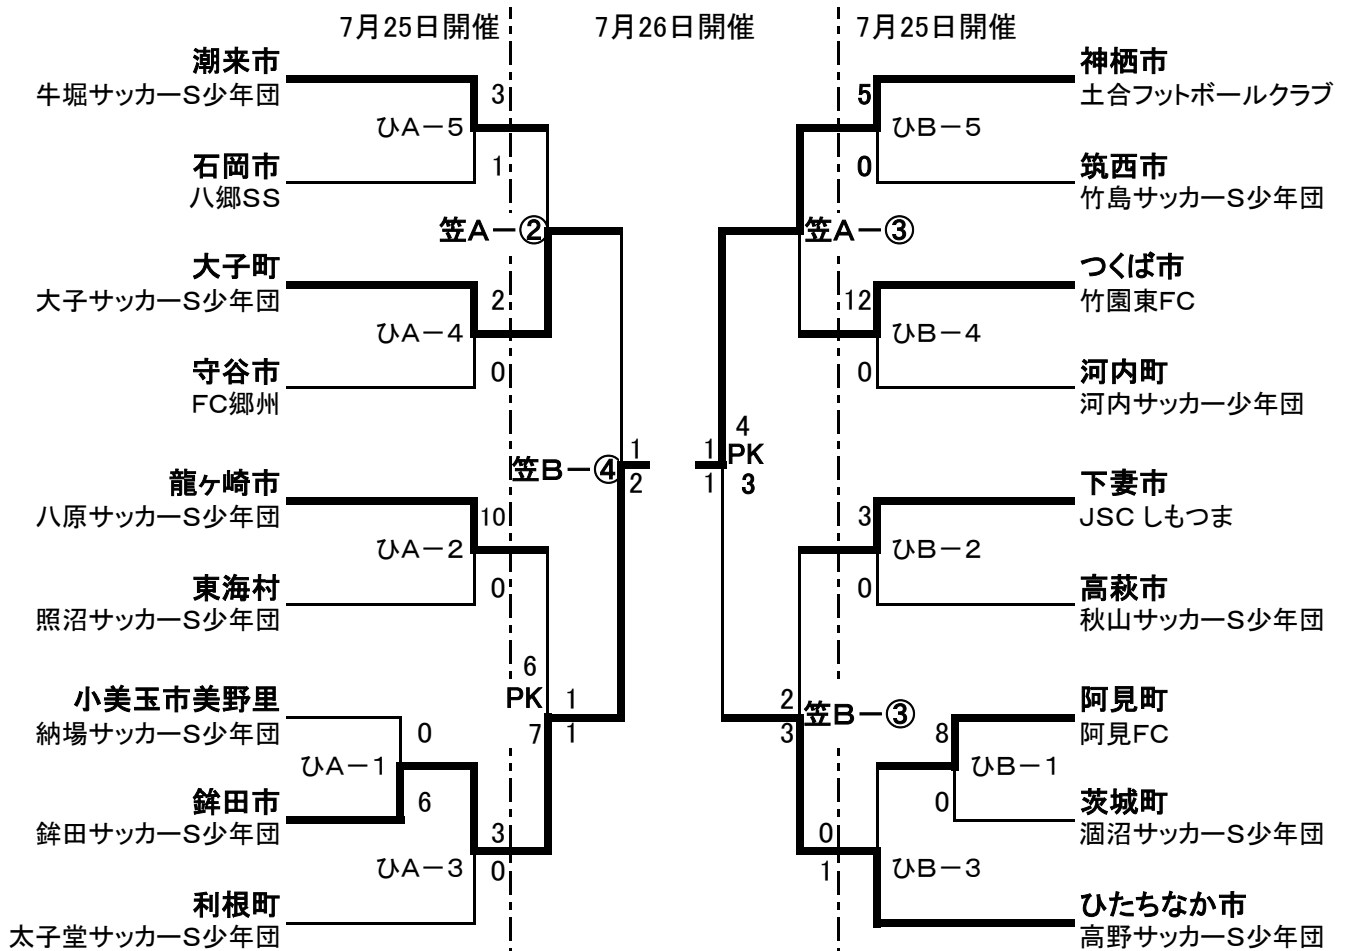 7月25日開催
7月26日開催
7月25日開催
潮来市
牛堀サッカーS少年団
3
ひA－5
石岡市
八郷SS
1
笠A－②
大子町
大子サッカーS少年団
2
ひA－4
守谷市
FC郷州
0
笠B－④
1
2
龍ヶ崎市
八原サッカーS少年団
10
ひA－2
東海村
照沼サッカーS少年団
0
6
PK
7
1
1
小美玉市美野里
納場サッカーS少年団
0
ひA－1
鉾田市
鉾田サッカーS少年団
6
3
ひA－3
0
利根町
太子堂サッカーS少年団
神栖市
土合フットボールクラブ
5
ひB－5
筑西市
竹島サッカーS少年団
0
笠A－③
つくば市
竹園東FC
12
ひB－4
河内町
河内サッカー少年団
0
4
1
PK
1
3
下妻市
JSC しもつま
3
ひB－2
高萩市
秋山サッカーS少年団
0
2
笠B－③
3
阿見町
阿見FC
8
ひB－1
茨城町
涸沼サッカーS少年団
0
0
ひB－3
1
ひたちなか市
高野サッカーS少年団